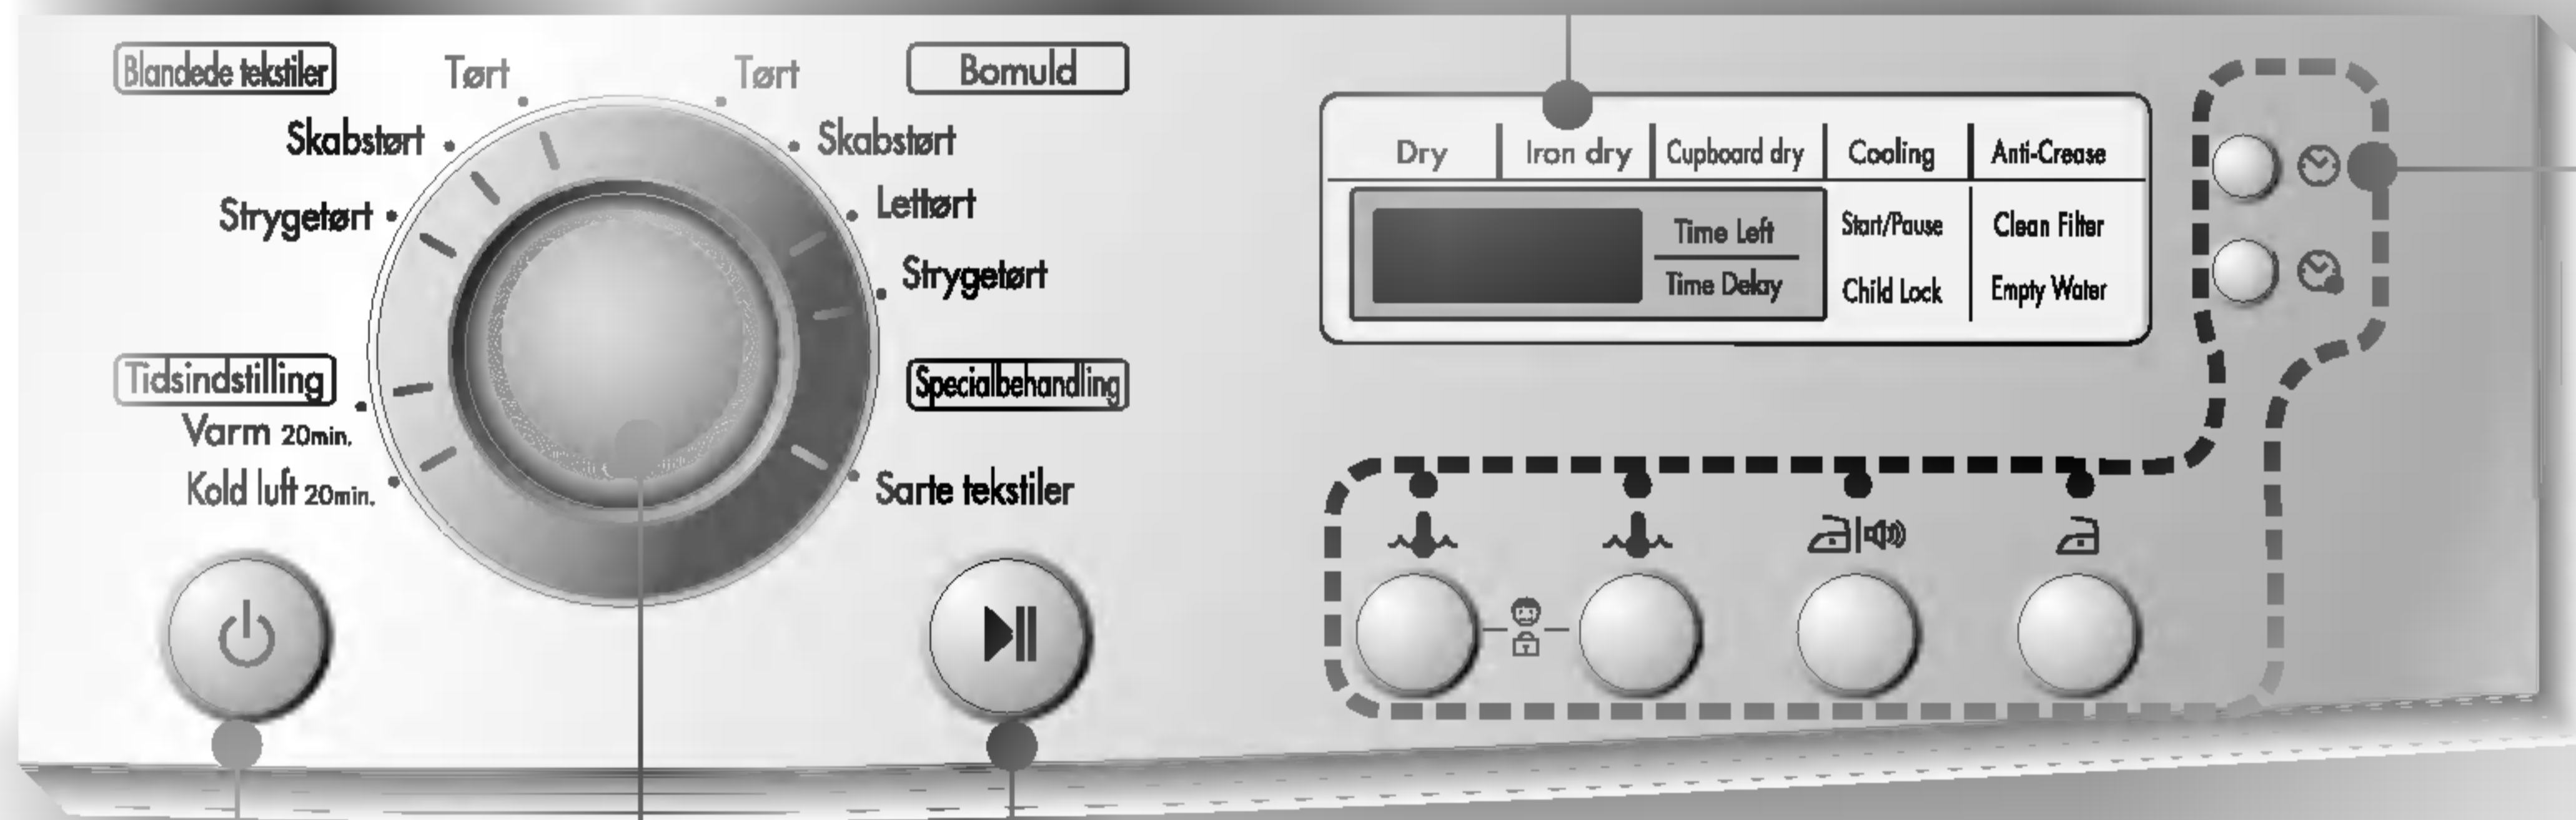 Blandede tekstiler
Tørt
Skabstørt
Strygetørt
Tidsindstilling
Varm 20min.
Kold luft 20min.
Tørt
Bomuld
Skabstørt
Lettørt
Strygetørt
Specialbehandling
Sarte tekstiler
Dry
Iron dry
Cupboard dry
Cooling
Anti-Crease
Time Left
Time Delay
Start/Pause
Clean Filter
Child Lock
Empty Water